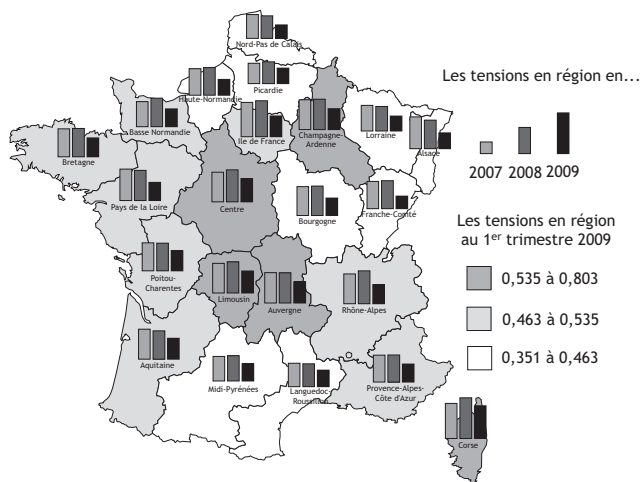 Nord-Pas de Calais
Picardie
Haute-Normandie
Basse Normandie
Ile de France
Champagne-
Ardenne
Lorraine
Alsace
Bretagne
Pays de la Loire
Centre
Bourgogne
Franche-Comté
Poitou-
Charentes
Limousin
Auvergne
Rhône-Alpes
Aquitaine
Midi-Pyrénées
Languedoc-
Roussillon
Provence-Alpes-
Côte d'Azur
Corse
Les tensions en région en...
2007 2008 2009
Les tensions en région
au 1er trimestre 2009
0,535 à 0,803
0,463 à 0,535
0,351 à 0,463